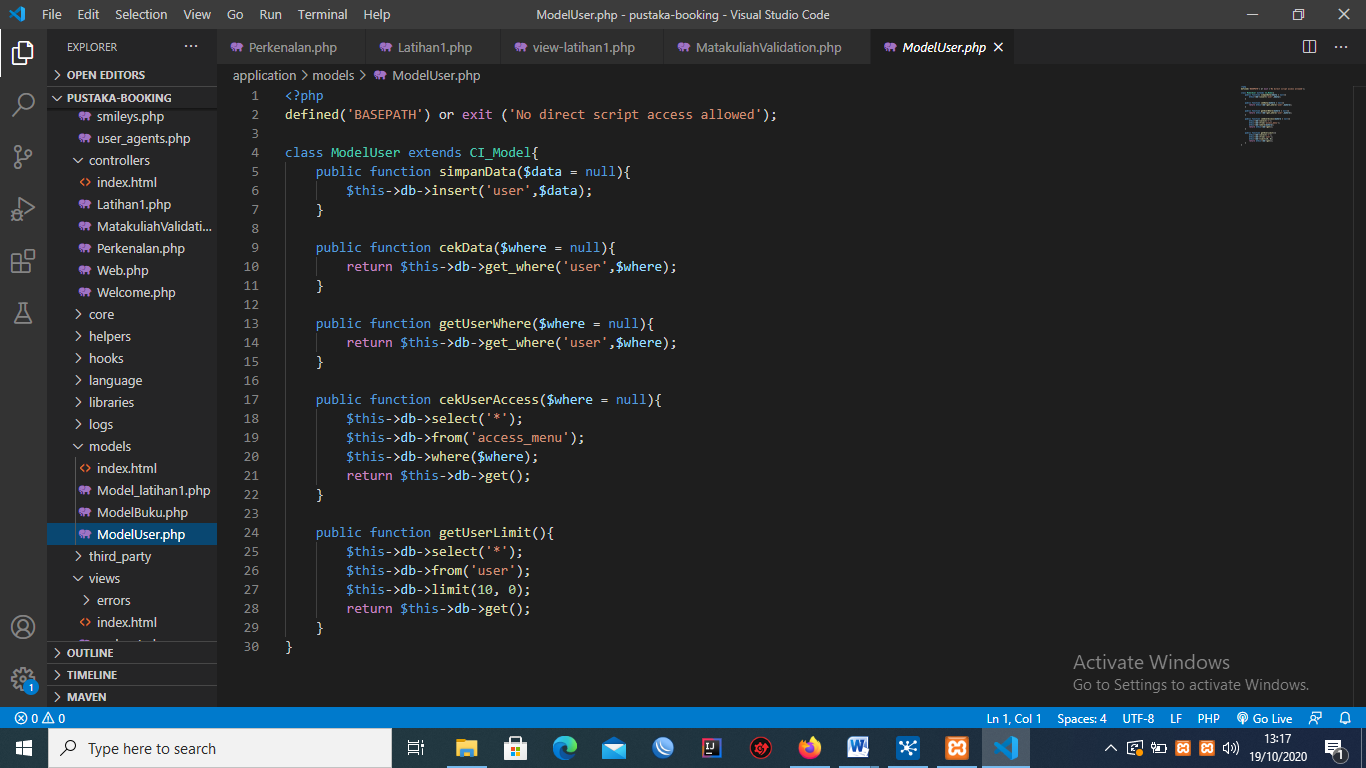 File Edit Selection View Go Run Terminal Help ModelUser.php - pustaka-booking - Visual Studio Code
EXPLORER ···
OPEN EDITORS
PUSTAKA-BOOKING
smileys.php
user_agents.php
controllers
index.html
Latihan1.php
MatakuliahValidati...
Perkenalan.php
Web.php
Welcome.php
core
helpers
hooks
language
libraries
logs
models
index.html
Model_latihan1.php
ModelBuku.php
ModelUser.php
third_party
views
errors
index.html
OUTLINE
TIMELINE
MAVEN
Perkenalan.php Latihan1.php view-latihan1.php MatakuliahValidation.php ModelUser.php
application > models > ModelUser.php
1 <?php
2 defined('BASEPATH') or exit ('No direct script access allowed');
3
4 class ModelUser extends CI_Model{
5 public function simpanData($data = null){
6 $this->db->insert('user',$data);
7 }
8
9 public function cekData($where = null){
10 return $this->db->get_where('user',$where);
11 }
12
13 public function getUserWhere($where = null){
14 return $this->db->get_where('user',$where);
15 }
16
17 public function cekUserAccess($where = null){
18 $this->db->select('*');
19 $this->db->from('access_menu');
20 $this->db->where($where);
21 return $this->db->get();
22 }
23
24 public function getUserLimit(){
25 $this->db->select('*');
26 $this->db->from('user');
27 $this->db->limit(10, 0);
28 return $this->db->get();
29 }
30 }
Activate Windows
Go to Settings to activate Windows.
1
0 0 Ln 1, Col 1 Spaces: 4 UTF-8 LF PHP Go Live
Type here to search
13:17
19/10/2020
1